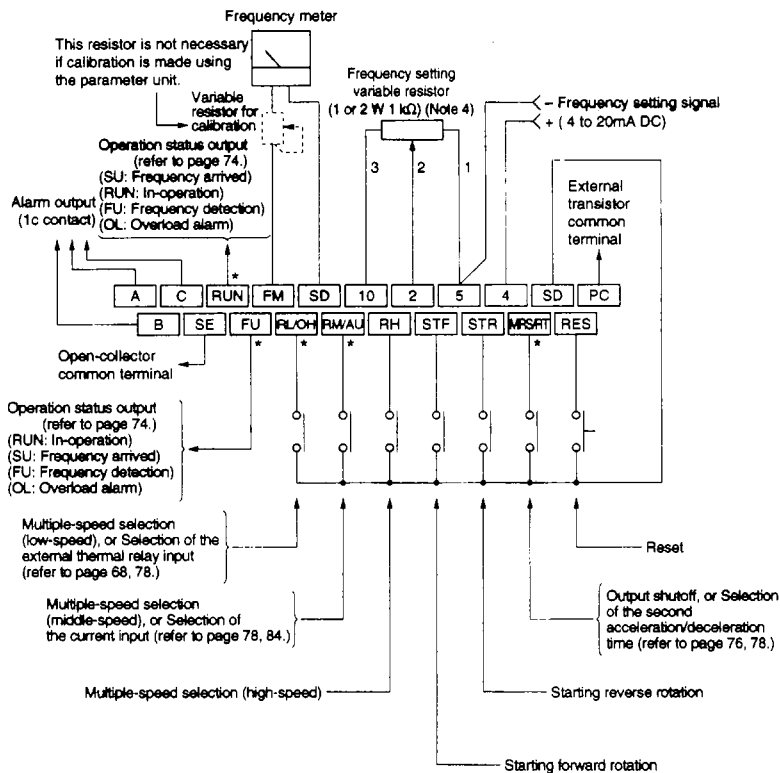 Frequency meter
This resistor is not necessary
if calibration is made using
the parameter unit.
Variable
resistor for
calibration
Frequency setting
variable resistor
(1 or 2 W 1 kΩ) (Note 4)
3
2
1
− Frequency setting signal
+ ( 4 to 20mA DC)
Operation status output
(refer to page 74.)
(SU: Frequency arrived)
(RUN: In-operation)
(FU: Frequency detection)
(OL: Overload alarm)
Alarm output
(1c contact)
External
transistor
common
terminal
*
A
C
RUN
FM
SD
10
2
5
4
SD
PC
B
SE
FU
RL/OH
RM/AU
RH
STF
STR
MRS/RT
RES
*
*
*
*
Open-collector
common terminal
Operation status output
(refer to page 74.)
(RUN: In-operation)
(SU: Frequency arrived)
(FU: Frequency detection)
(OL: Overload alarm)
Multiple-speed selection
(low-speed), or Selection of the
external thermal relay input
(refer to page 68, 78.)
Reset
Multiple-speed selection
(middle-speed), or Selection of
the current input (refer to page 78, 84.)
Output shutoff, or Selection
of the second
acceleration/deceleration
time (refer to page 76, 78.)
Multiple-speed selection (high-speed)
Starting reverse rotation
Starting forward rotation